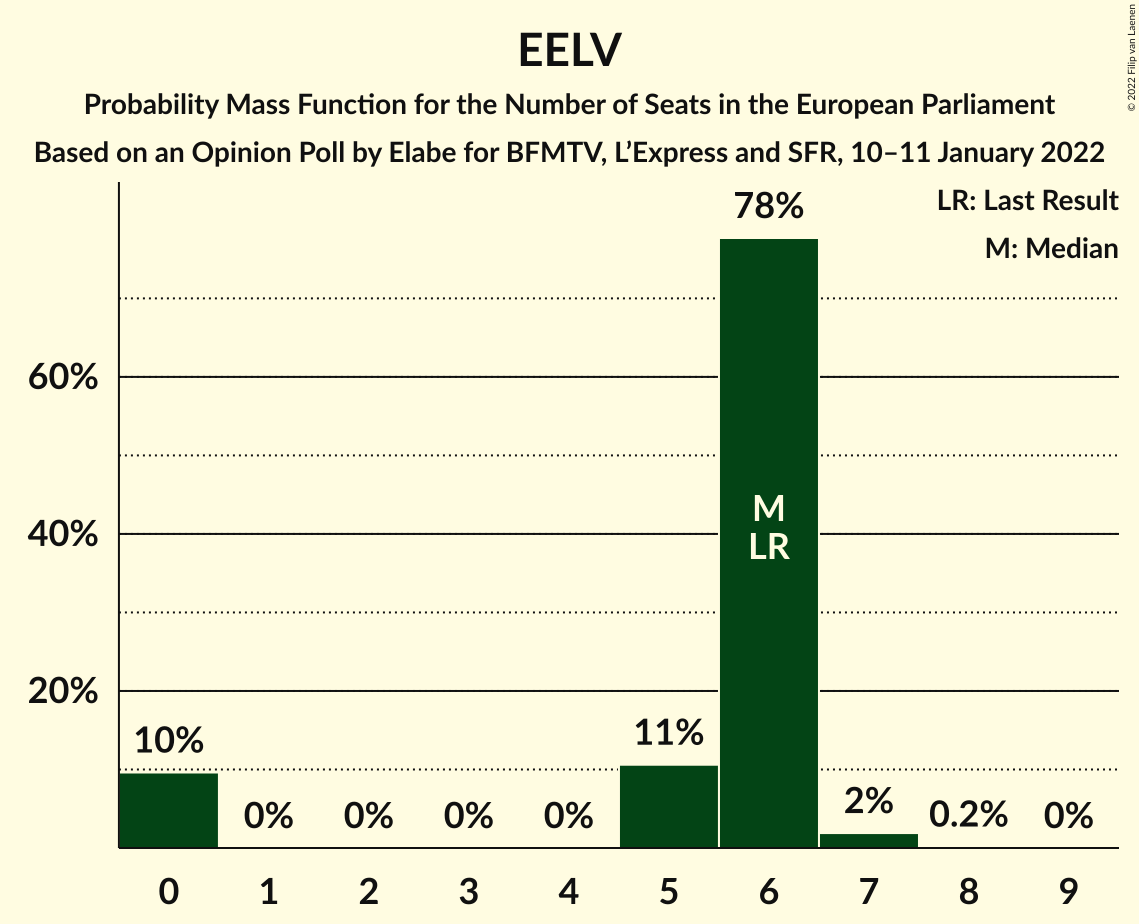 EELV
Probability Mass Function for the Number of Seats in the European Parliament
Based on an Opinion Poll by Elabe for BFMTV, L’Express and SFR, 10–11 January 2022
© 2022 Filip van Laenen
LR: Last Result
M: Median
78%
60%
40%
20%
M
LR
10%
0%
0%
0%
0%
11%
2%
0.2%
0%
0 1 2 3 4 5 6 7 8 9